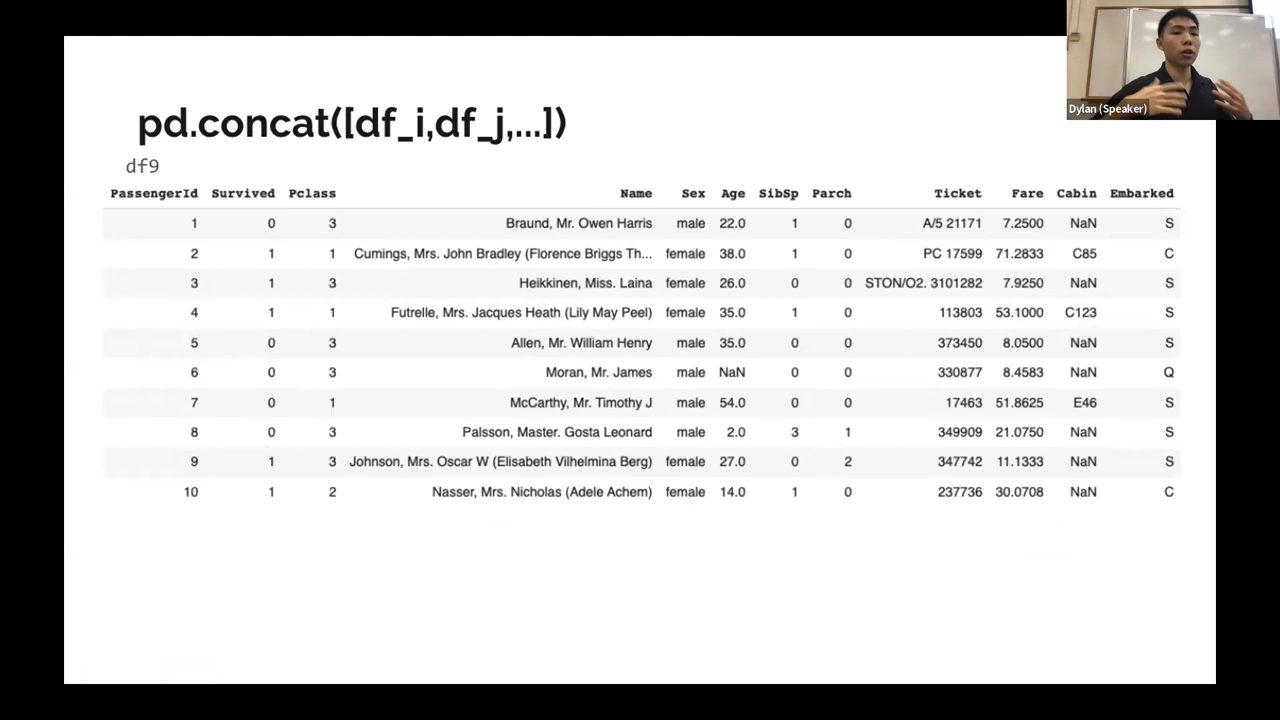 pd.concat([df_i,df_j,...])
Dylan (Speaker)
df9
PassengerId Survived Pclass Name Sex Age SibSp Parch Ticket Fare Cabin Embarked
1 0 3 Braund, Mr. Owen Harris male 22.0 1 0 A/5 21171 7.2500 NaN S
2 1 1 Cumings, Mrs. John Bradley (Florence Briggs Th... female 38.0 1 0 PC 17599 71.2833 C85 C
3 1 3 Heikkinen, Miss. Laina female 26.0 0 0 STON/O2. 3101282 7.9250 NaN S
4 1 1 Futrelle, Mrs. Jacques Heath (Lily May Peel) female 35.0 1 0 113803 53.1000 C123 S
5 0 3 Allen, Mr. William Henry male 35.0 0 0 373450 8.0500 NaN S
6 0 3 Moran, Mr. James male NaN 0 0 330877 8.4583 NaN Q
7 0 1 McCarthy, Mr. Timothy J male 54.0 0 0 17463 51.8625 E46 S
8 0 3 Palsson, Master. Gosta Leonard male 2.0 3 1 349909 21.0750 NaN S
9 1 3 Johnson, Mrs. Oscar W (Elisabeth Vilhelmina Berg) female 27.0 0 2 347742 11.1333 NaN S
10 1 2 Nasser, Mrs. Nicholas (Adele Achem) female 14.0 1 0 237736 30.0708 NaN C